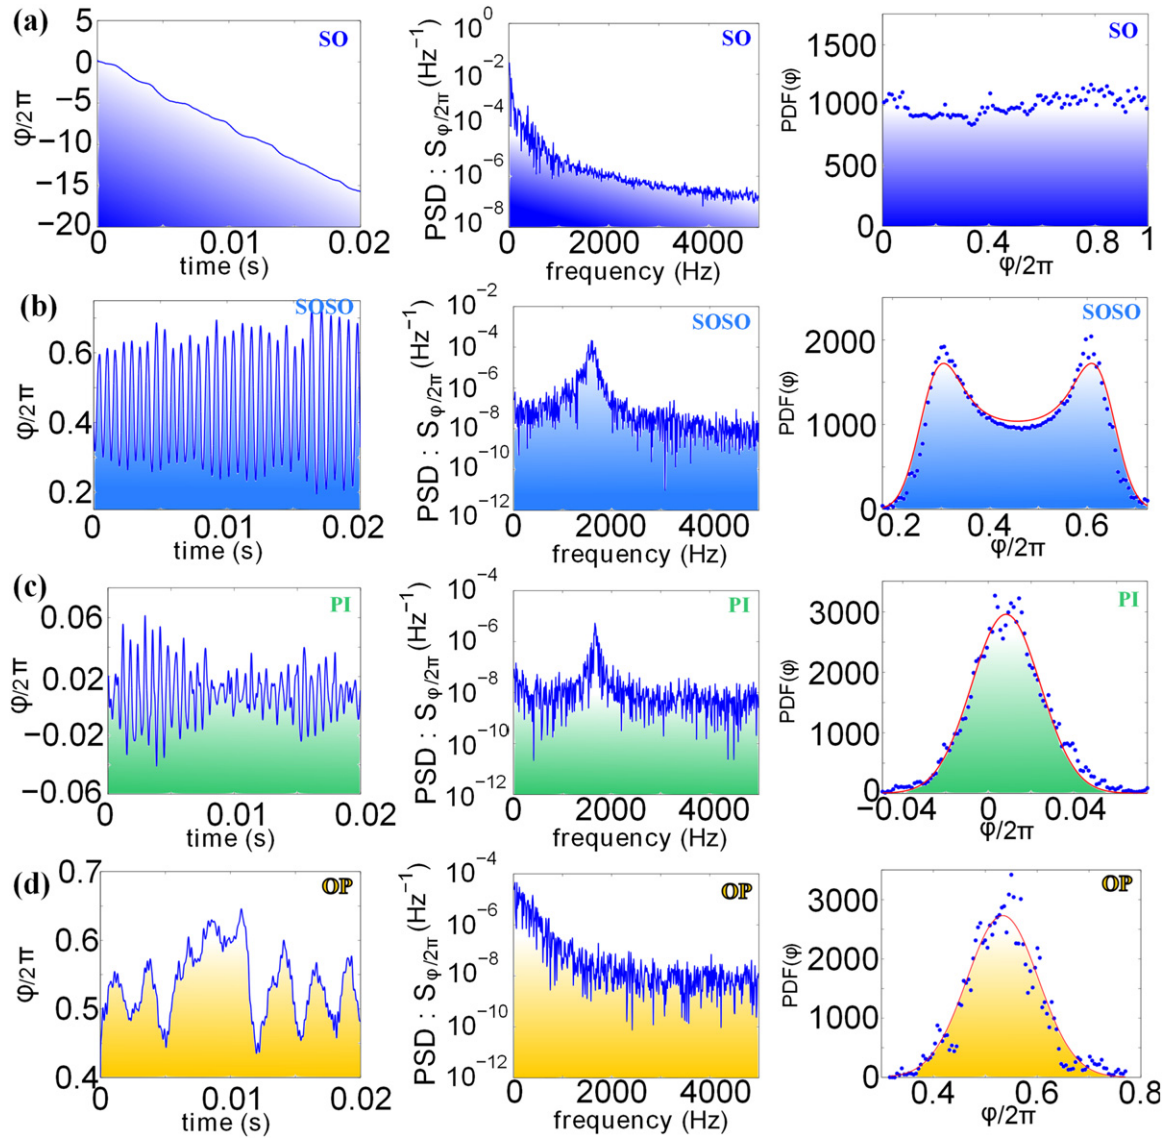 (a)
SO
5
0
−5
−10
−15
−20
φ/2π
0
0.01
0.02
time (s)
SO
10⁰
10⁻²
10⁻⁴
10⁻⁶
10⁻⁸
PSD : Sφ/2π(Hz⁻¹)
0
2000
4000
frequency (Hz)
SO
1500
1000
500
0
PDF(φ)
0
0.4
0.8
1
φ/2π
(b)
SOSO
0.6
0.4
0.2
φ/2π
0
0.01
0.02
time (s)
SOSO
10⁻²
10⁻⁴
10⁻⁶
10⁻⁸
10⁻¹⁰
10⁻¹²
PSD : Sφ/2π(Hz⁻¹)
0
2000
4000
frequency (Hz)
SOSO
2000
1000
0
PDF(φ)
0.2
0.4
0.6
φ/2π
(c)
PI
0.06
0.02
−0.02
−0.06
φ/2π
0
0.01
0.02
time (s)
PI
10⁻⁴
10⁻⁶
10⁻⁸
10⁻¹⁰
10⁻¹²
PSD : Sφ/2π(Hz⁻¹)
0
2000
4000
frequency (Hz)
PI
3000
2000
1000
0
PDF(φ)
−0.04
0
0.04
φ/2π
(d)
OP
0.7
0.6
0.5
0.4
φ/2π
0
0.01
0.02
time (s)
OP
10⁻⁴
10⁻⁶
10⁻⁸
10⁻¹⁰
10⁻¹²
PSD : Sφ/2π(Hz⁻¹)
0
2000
4000
frequency (Hz)
OP
3000
2000
1000
0
PDF(φ)
0.4
0.6
0.8
φ/2π